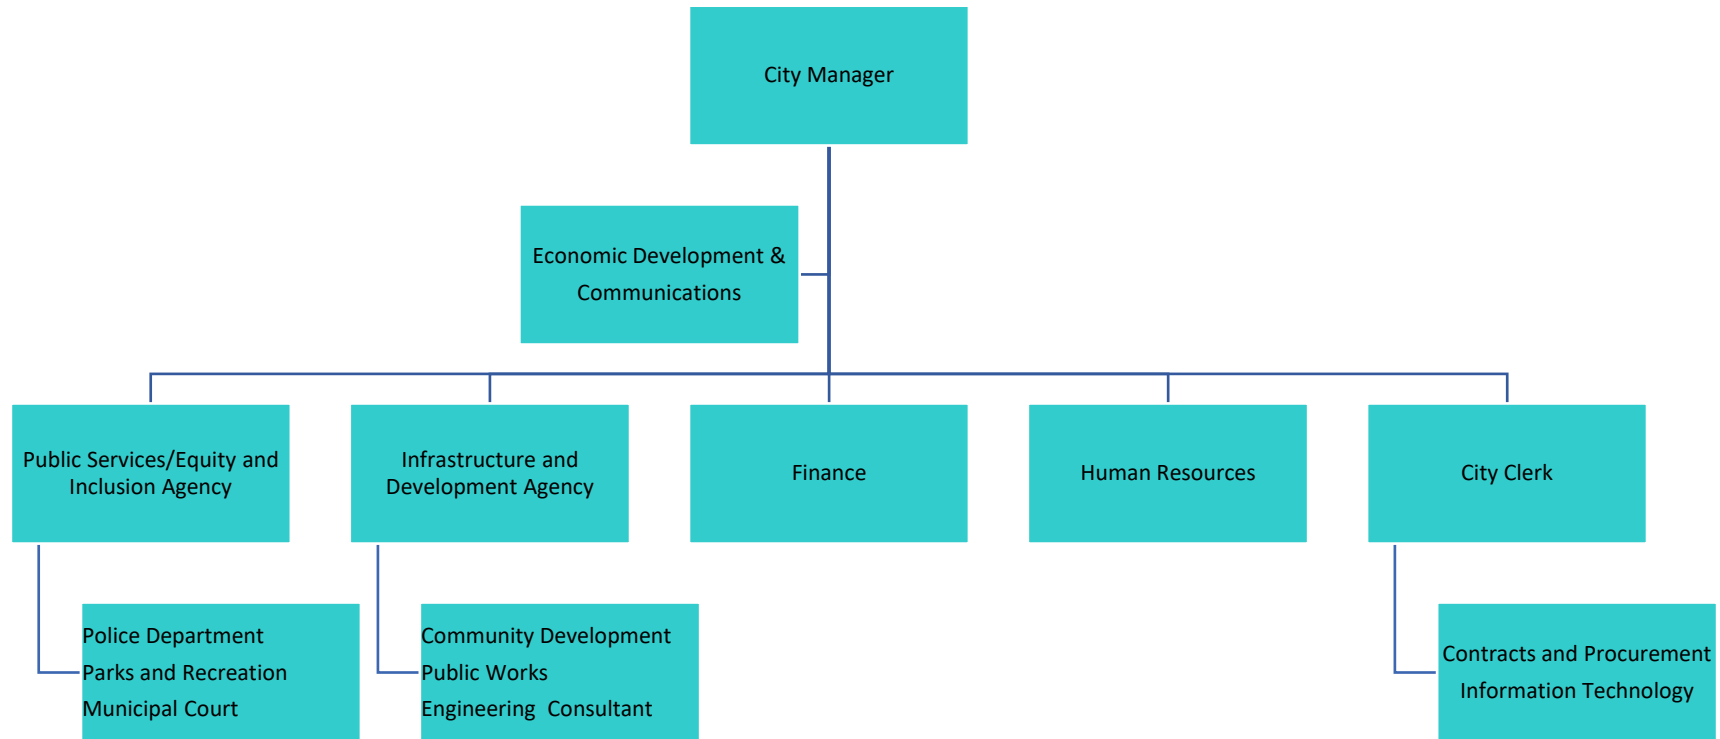 City Manager
Economic Development &
Communications
Public Services/Equity and
Inclusion Agency
Infrastructure and
Development Agency
Finance
Human Resources
City Clerk
Police Department
Parks and Recreation
Municipal Court
Community Development
Public Works
Engineering  Consultant
Contracts and Procurement
Information Technology